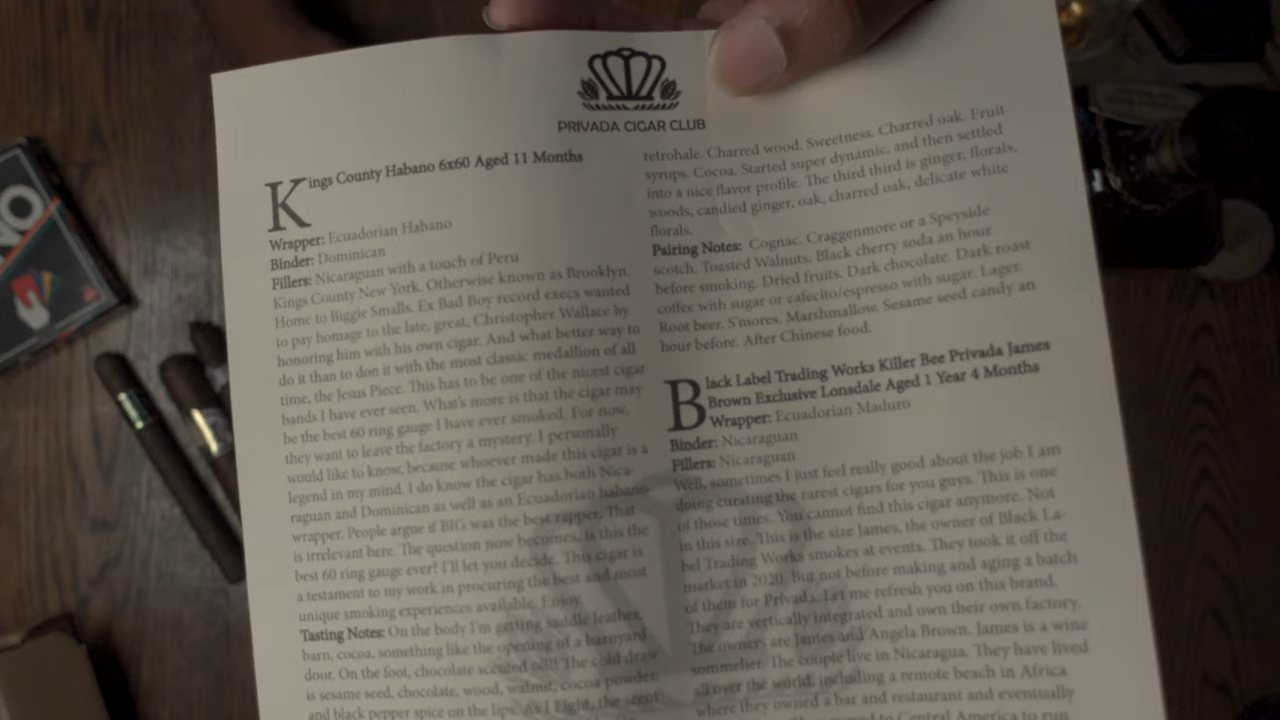 PRIVADA CIGAR CLUB
Kings County Habano 6x60 Aged 11 Months
Wrapper: Ecuadorian Habano
Binder: Dominican
Fillers: Nicaraguan with a touch of Peru
Kings County New York. Otherwise known as Brooklyn.
Home to Biggie Smalls. Ex Bad Boy record execs wanted
to pay homage to the late, great, Christopher Wallace by
honoring him with his own cigar. And what better way to
do it than to don it with the most classic medallion of all
time, the Jesus Piece. This has to be one of the nicest cigar
bands I have ever seen. What's more is that the cigar may
be the best 60 ring gauge I have ever smoked. For now,
they want to leave the factory a mystery. I personally
would like to know, because whoever made this cigar is a
legend in my mind. I do know the cigar has both Nica-
raguan and Dominican as well as an Ecuadorian habano
wrapper. People argue if BIG was the best rapper. That
is irrelevant here. The question now becomes, is this the
best 60 ring gauge ever? I'll let you decide. This cigar is
a testament to my work in procuring the best and most
unique smoking experiences available. Enjoy.
Tasting Notes: On the body I'm getting saddle leather,
barn, cocoa, something like the opening of a barnyard
door. On the foot, chocolate scented oil!! The cold draw
is sesame seed, chocolate, wood, walnut, cocoa powder,
and black pepper spice on the lips. As I light, the scent
retrohale. Charred wood. Sweetness. Charred oak. Fruit
syrups. Cocoa. Started super dynamic, and then settled
into a nice flavor profile. The third third is ginger, florals,
woods, candied ginger, oak, charred oak, delicate white
florals.
Pairing Notes: Cognac. Craggenmore or a Speyside
scotch. Toasted Walnuts. Black cherry soda an hour
before smoking. Dried fruits. Dark chocolate. Dark roast
coffee with sugar or cafecito/espresso with sugar. Lager.
Root beer. S'mores. Marshmallow. Sesame seed candy an
hour before. After Chinese food.
Black Label Trading Works Killer Bee Privada James
Brown Exclusive Lonsdale Aged 1 Year 4 Months
Wrapper: Ecuadorian Maduro
Binder: Nicaraguan
Fillers: Nicaraguan
Well, sometimes I just feel really good about the job I am
doing curating the rarest cigars for you guys. This is one
of those times. You cannot find this cigar anymore. Not
in this size. This is the size James, the owner of Black La-
bel Trading Works smokes at events. They took it off the
market in 2020. But not before making and aging a batch
of them for Privada. Let me refresh you on this brand.
They are vertically integrated and own their own factory.
The owners are James and Angela Brown. James is a wine
sommelier. The couple live in Nicaragua. They have lived
all over the world, including a remote beach in Africa
where they owned a bar and restaurant and eventually
moved to Central America to run